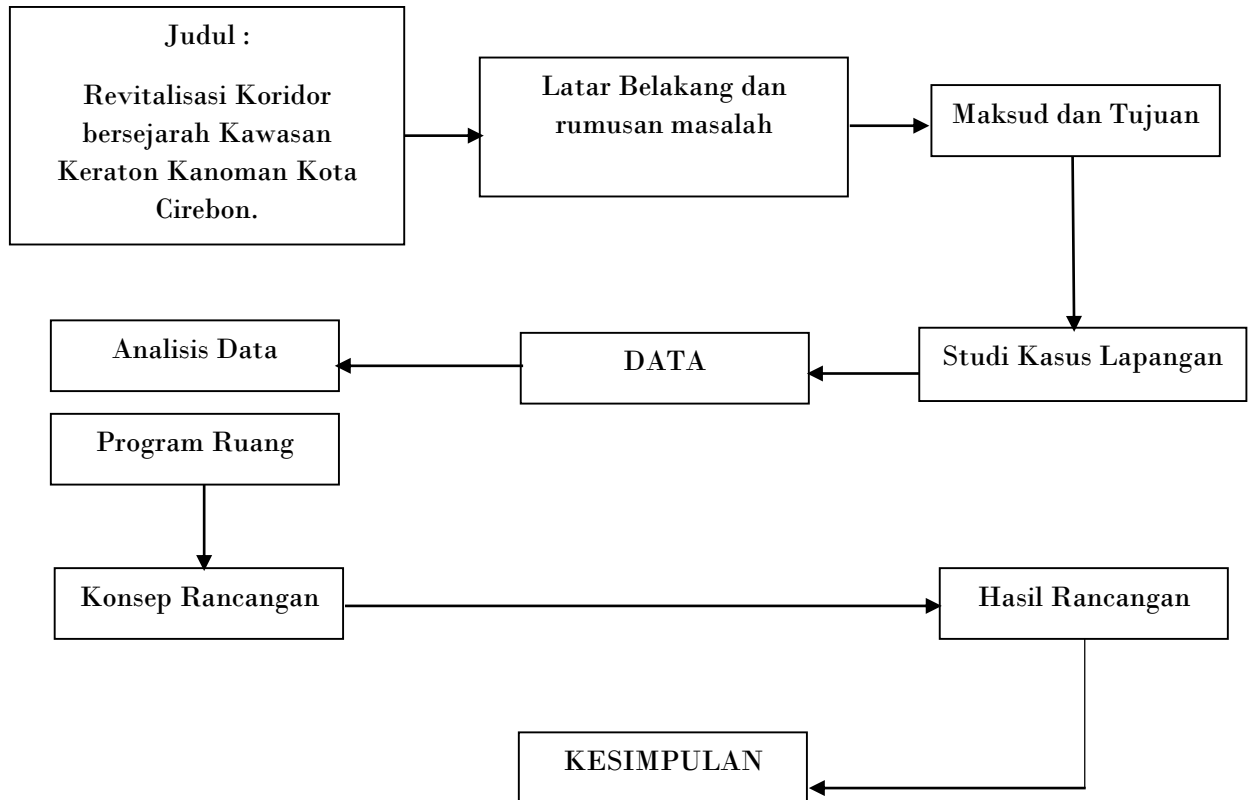 Judul :
Revitalisasi Koridor
bersejarah Kawasan
Keraton Kanoman Kota
Cirebon.
Latar Belakang dan
rumusan masalah
Maksud dan Tujuan
Studi Kasus Lapangan
DATA
Analisis Data
Program Ruang
Konsep Rancangan
Hasil Rancangan
KESIMPULAN